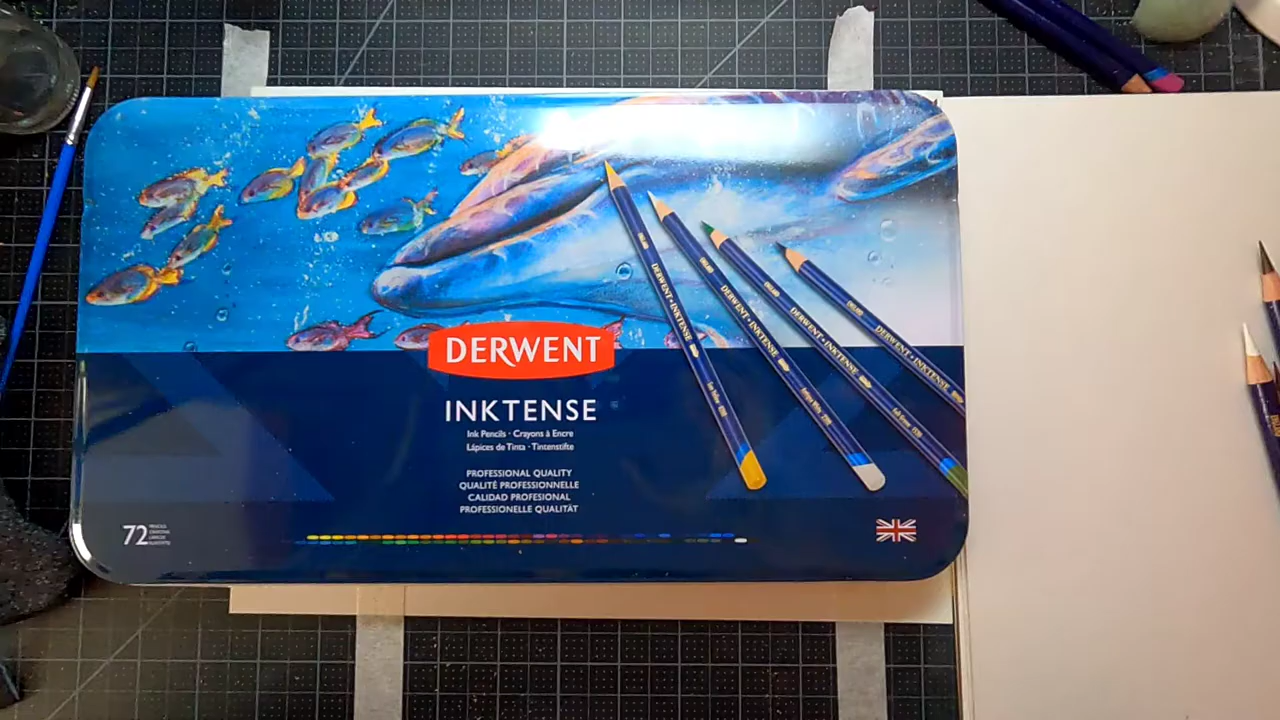 DERWENT
INKTENSE
Ink Pencils · Crayons à Encre
Lápices de Tinta · Tintenstifte
PROFESSIONAL QUALITY
QUALITÉ PROFESSIONNELLE
CALIDAD PROFESIONAL
PROFESSIONELLE QUALITÄT
72
DERWENT • INKTENSE
DERWENT • INKTENSE
DERWENT • INKTENSE
DERWENT • INKTENSE